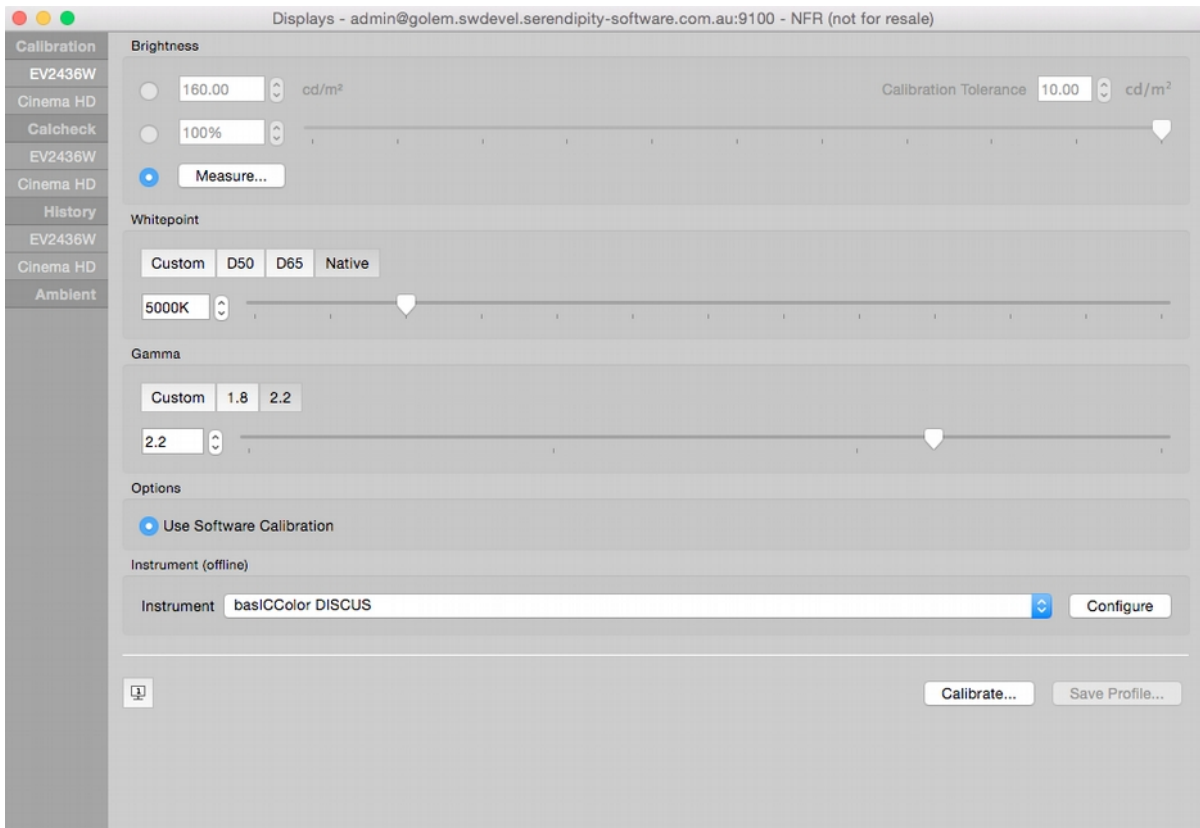 Displays - admin@golem.swdevel.serendipity-software.com.au:9100 - NFR (not for resale)
Calibration
EV2436W
Cinema HD
Calcheck
EV2436W
Cinema HD
History
EV2436W
Cinema HD
Ambient
Brightness
160.00 cd/m² Calibration Tolerance 10.00 cd/m²
100%
Measure...
Whitepoint
Custom D50 D65 Native
5000K
Gamma
Custom 1.8 2.2
2.2
Options
Use Software Calibration
Instrument (offline)
Instrument basICColor DISCUS Configure
1 Calibrate... Save Profile...